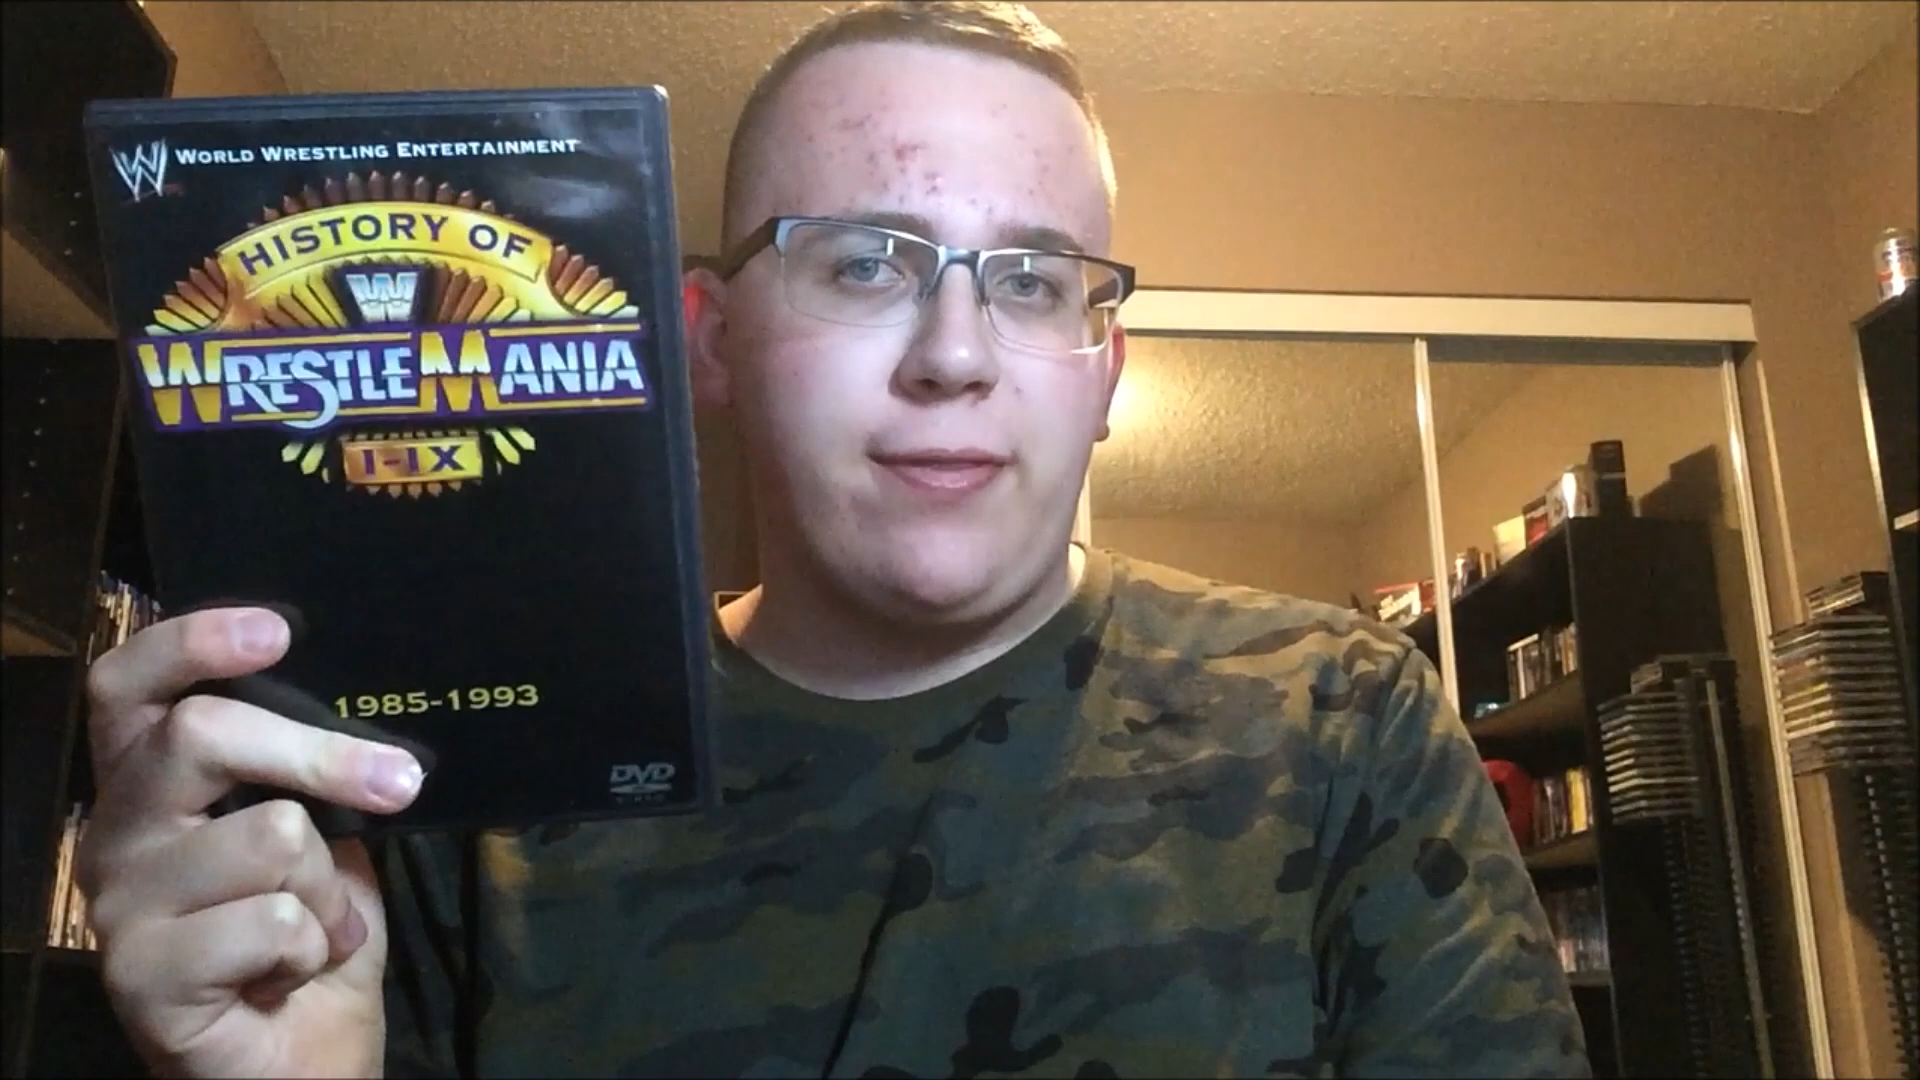 W WORLD WRESTLING ENTERTAINMENT
HISTORY OF
W
WRESTLEMANIA
I-IX
1985-1993
DVD